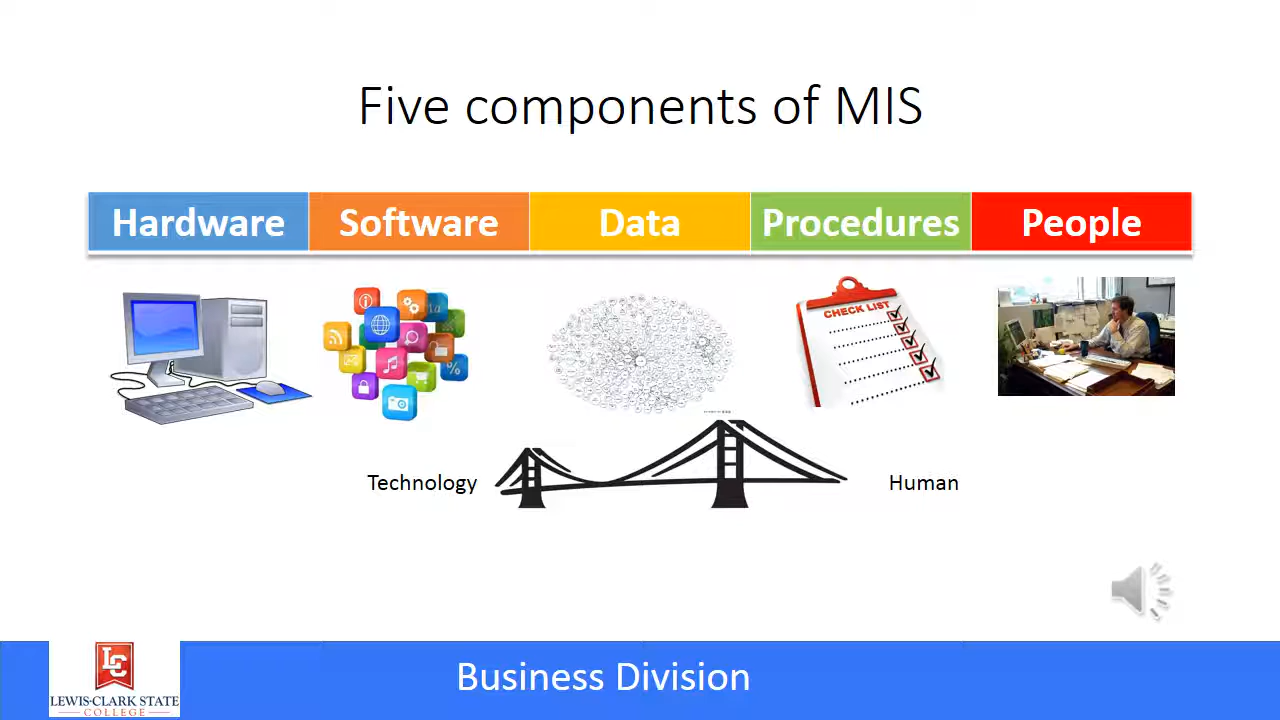 Five components of MIS
Hardware Software Data Procedures People
CHECK LIST
Technology Human
Business Division
LC
LEWIS-CLARK STATE
COLLEGE